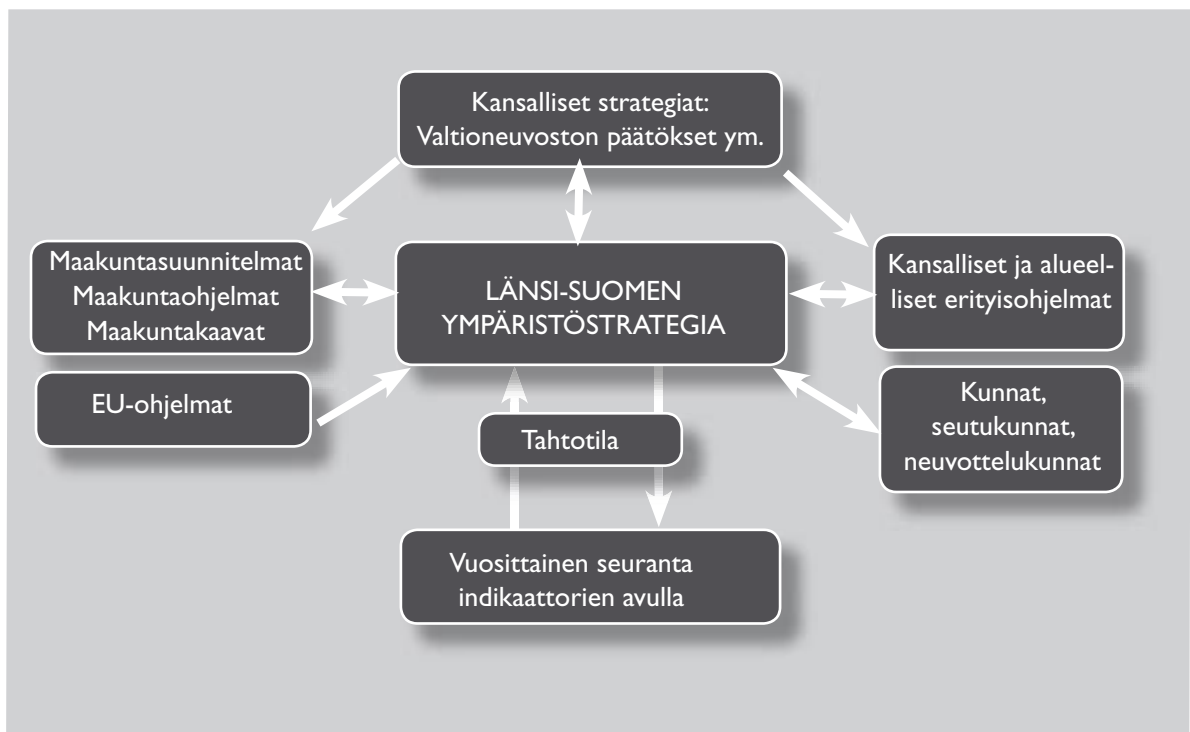 Kansalliset strategiat:
Valtioneuvoston päätökset ym.
Maakuntasuunnitelmat
Maakuntaohjelmat
Maakuntakaavat
LÄNSI-SUOMEN
YMPÄRISTÖSTRATEGIA
Kansalliset ja alueel-
liset erityisohjelmat
EU-ohjelmat
Tahtotila
Kunnat,
seutukunnat,
neuvottelukunnat
Vuosittainen seuranta
indikaattorien avulla